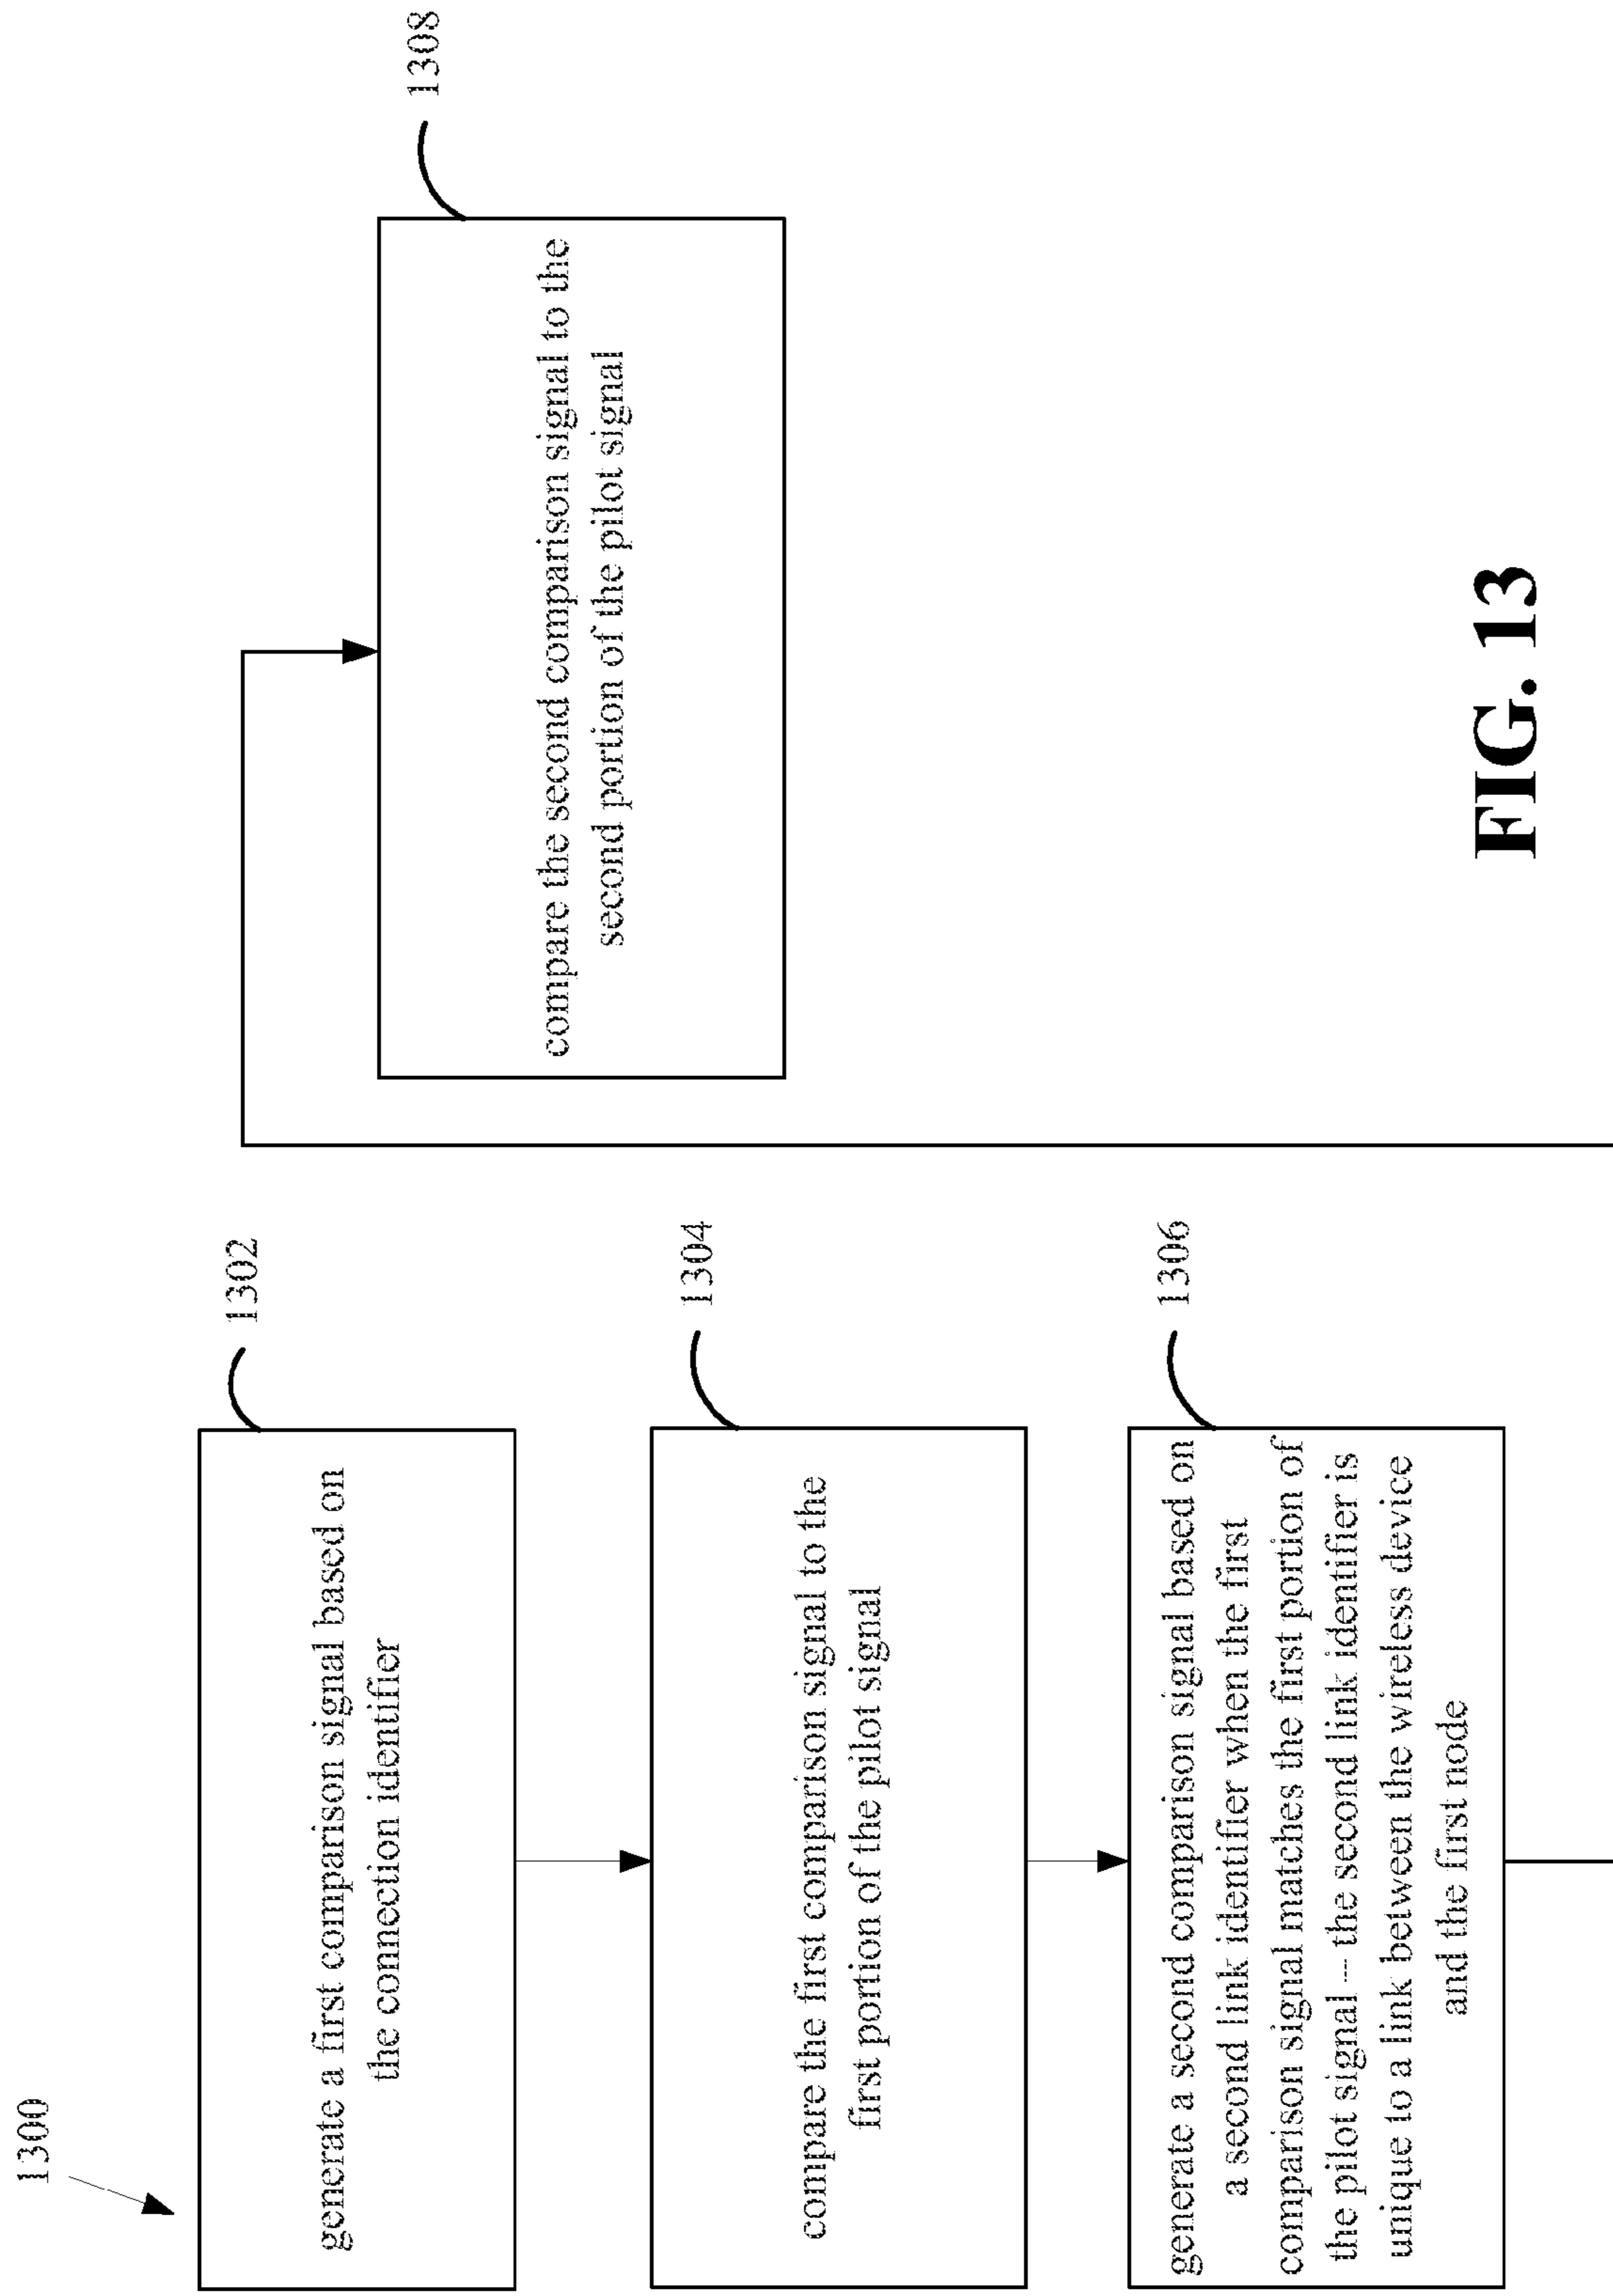 1300
1302
generate a first comparison signal based on
the connection identifier
1304
compare the first comparison signal to the
first portion of the pilot signal
1306
generate a second comparison signal based on
a second link identifier when the first
comparison signal matches the first portion of
the pilot signal --- the second link identifier is
unique to a link between the wireless device
and the first node
1308
compare the second comparison signal to the
second portion of the pilot signal
FIG. 13